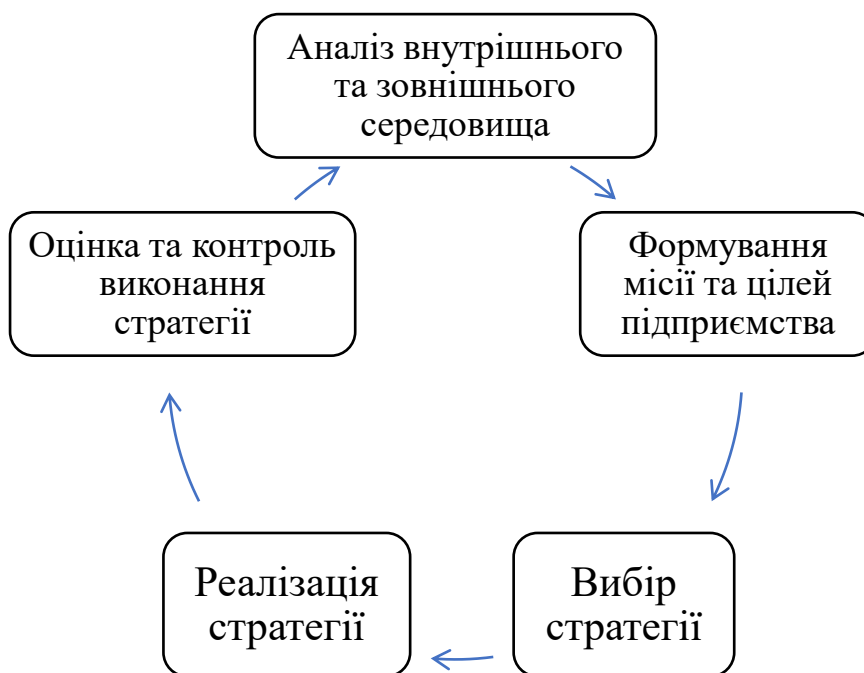 Аналіз внутрішнього
та зовнішнього
середовища
Формування
місії та цілей
підприємства
Вибір
стратегії
Реалізація
стратегії
Оцінка та контроль
виконання
стратегії